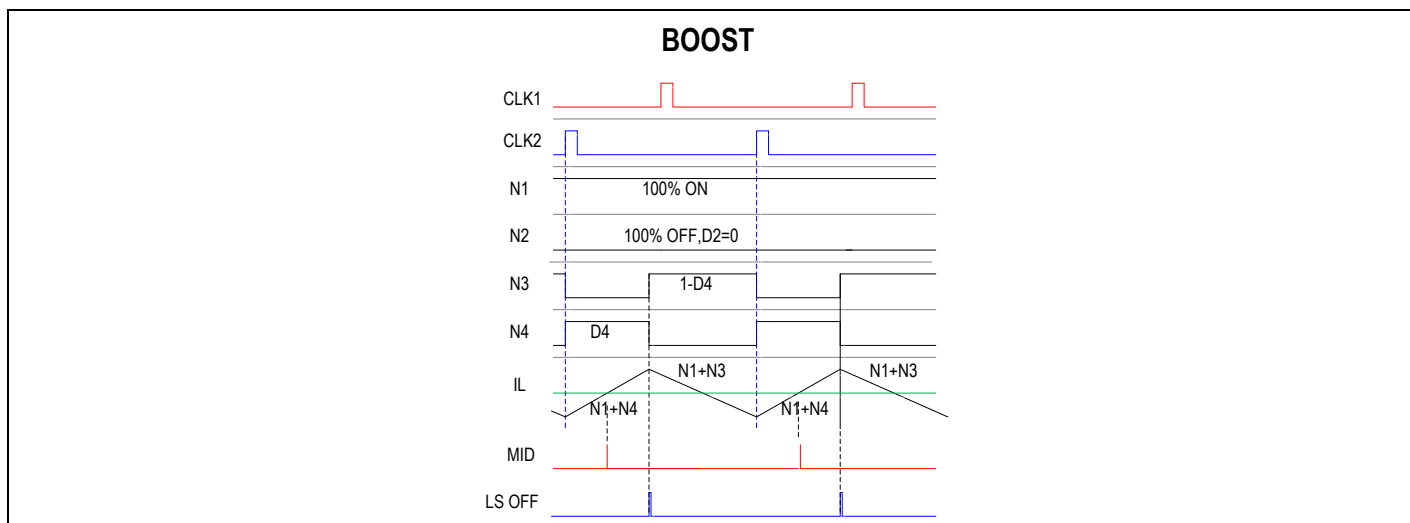 BOOST
CLK1
CLK2
N1 100% ON
N2 100% OFF,D2=0
N3 1-D4
N4 D4
N1+N3 N1+N3
IL
N1+N4 N1+N4
MID
LS OFF